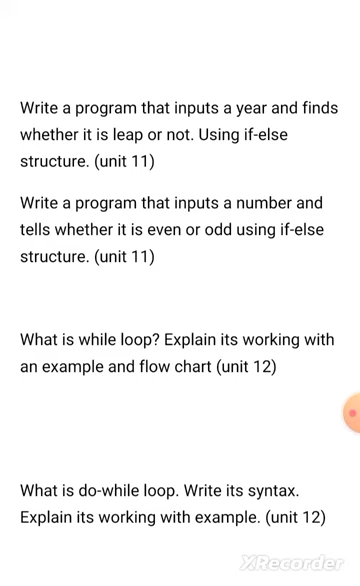 Write a program that inputs a year and finds
whether it is leap or not. Using if-else
structure. (unit 11)
Write a program that inputs a number and
tells whether it is even or odd using if-else
structure. (unit 11)
What is while loop? Explain its working with
an example and flow chart (unit 12)
What is do-while loop. Write its syntax.
Explain its working with example. (unit 12)
XRecorder